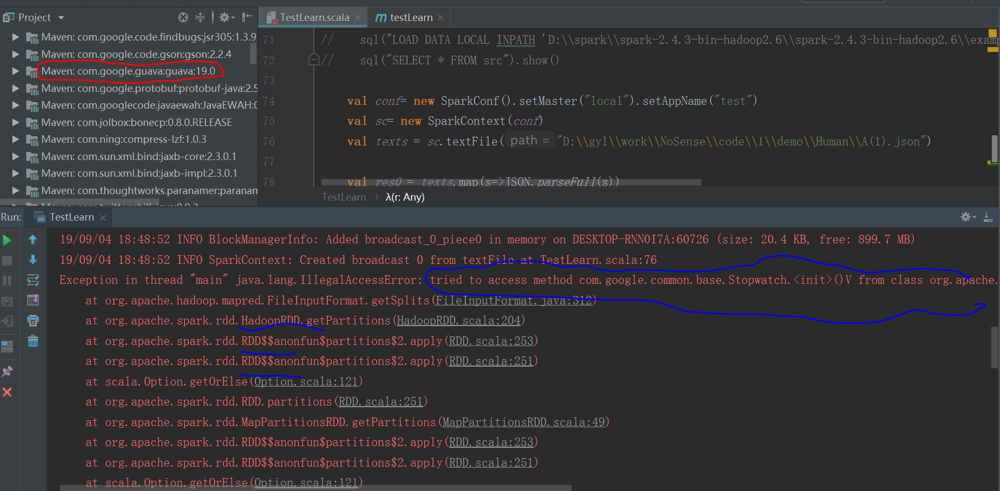 Project
Maven: com.google.code.findbugs:jsr305:1.3.9
Maven: com.google.code.gson:gson:2.2.4
Maven: com.google.guava:guava:19.0
Maven: com.google.protobuf:protobuf-java:2.5
Maven: com.googlecode.javaewah:JavaEWAH:0
Maven: com.jolbox:bonecp:0.8.0.RELEASE
Maven: com.ning:compress-lzf:1.0.3
Maven: com.sun.xml.bind:jaxb-core:2.3.0.1
Maven: com.sun.xml.bind:jaxb-impl:2.3.0.1
Maven: com.thoughtworks.paranamer:paranam
TestLearn.scala
testLearn
71 // sql("LOAD DATA LOCAL INPATH 'D:\\spark\\spark-2.4.3-bin-hadoop2.6\\spark-2.4.3-bin-hadoop2.6\\exam
72 // sql("SELECT * FROM src").show()
73
74 val conf= new SparkConf().setMaster("local").setAppName("test")
75 val sc= new SparkContext(conf)
76 val texts = sc.textFile( path = "D:\\gyl\\work\\NoSense\\code\\1\\demo\\Human\\A(1).json")
77
78 val res0 = texts.map(s=>JSON.parseFull(s))
TestLearn › λ(r: Any)
Run: TestLearn
19/09/04 18:48:52 INFO BlockManagerInfo: Added broadcast_0_piece0 in memory on DESKTOP-RNN0I7A:60726 (size: 20.4 KB, free: 899.7 MB)
19/09/04 18:48:52 INFO SparkContext: Created broadcast 0 from textFile at TestLearn.scala:76
Exception in thread "main" java.lang.IllegalAccessError: tried to access method com.google.common.base.Stopwatch.<init>()V from class org.apache.
at org.apache.hadoop.mapred.FileInputFormat.getSplits(FileInputFormat.java:312)
at org.apache.spark.rdd.HadoopRDD.getPartitions(HadoopRDD.scala:204)
at org.apache.spark.rdd.RDD$$anonfun$partitions$2.apply(RDD.scala:253)
at org.apache.spark.rdd.RDD$$anonfun$partitions$2.apply(RDD.scala:251)
at scala.Option.getOrElse(Option.scala:121)
at org.apache.spark.rdd.RDD.partitions(RDD.scala:251)
at org.apache.spark.rdd.MapPartitionsRDD.getPartitions(MapPartitionsRDD.scala:49)
at org.apache.spark.rdd.RDD$$anonfun$partitions$2.apply(RDD.scala:253)
at org.apache.spark.rdd.RDD$$anonfun$partitions$2.apply(RDD.scala:251)
at scala.Option.getOrElse(Option.scala:121)